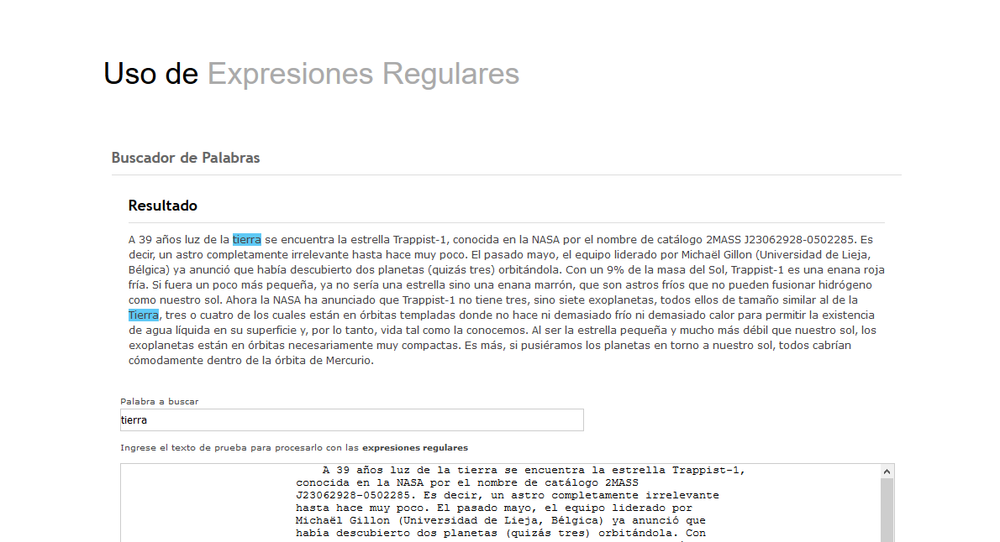 Uso de Expresiones Regulares
Buscador de Palabras
Resultado
A 39 años luz de la tierra se encuentra la estrella Trappist-1, conocida en la NASA por el nombre de catálogo 2MASS J23062928-0502285. Es
decir, un astro completamente irrelevante hasta hace muy poco. El pasado mayo, el equipo liderado por Michaël Gillon (Universidad de Lieja,
Bélgica) ya anunció que había descubierto dos planetas (quizás tres) orbitándola. Con un 9% de la masa del Sol, Trappist-1 es una enana roja
fría. Si fuera un poco más pequeña, ya no sería una estrella sino una enana marrón, que son astros fríos que no pueden fusionar hidrógeno
como nuestro sol. Ahora la NASA ha anunciado que Trappist-1 no tiene tres, sino siete exoplanetas, todos ellos de tamaño similar al de la
Tierra, tres o cuatro de los cuales están en órbitas templadas donde no hace ni demasiado frío ni demasiado calor para permitir la existencia
de agua líquida en su superficie y, por lo tanto, vida tal como la conocemos. Al ser la estrella pequeña y mucho más débil que nuestro sol, los
exoplanetas están en órbitas necesariamente muy compactas. Es más, si pusiéramos los planetas en torno a nuestro sol, todos cabrían
cómodamente dentro de la órbita de Mercurio.
Palabra a buscar
tierra
Ingrese el texto de prueba para procesarlo con las expresiones regulares
A 39 años luz de la tierra se encuentra la estrella Trappist-1,
conocida en la NASA por el nombre de catálogo 2MASS
J23062928-0502285. Es decir, un astro completamente irrelevante
hasta hace muy poco. El pasado mayo, el equipo liderado por
Michaël Gillon (Universidad de Lieja, Bélgica) ya anunció que
había descubierto dos planetas (quizás tres) orbitándola. Con